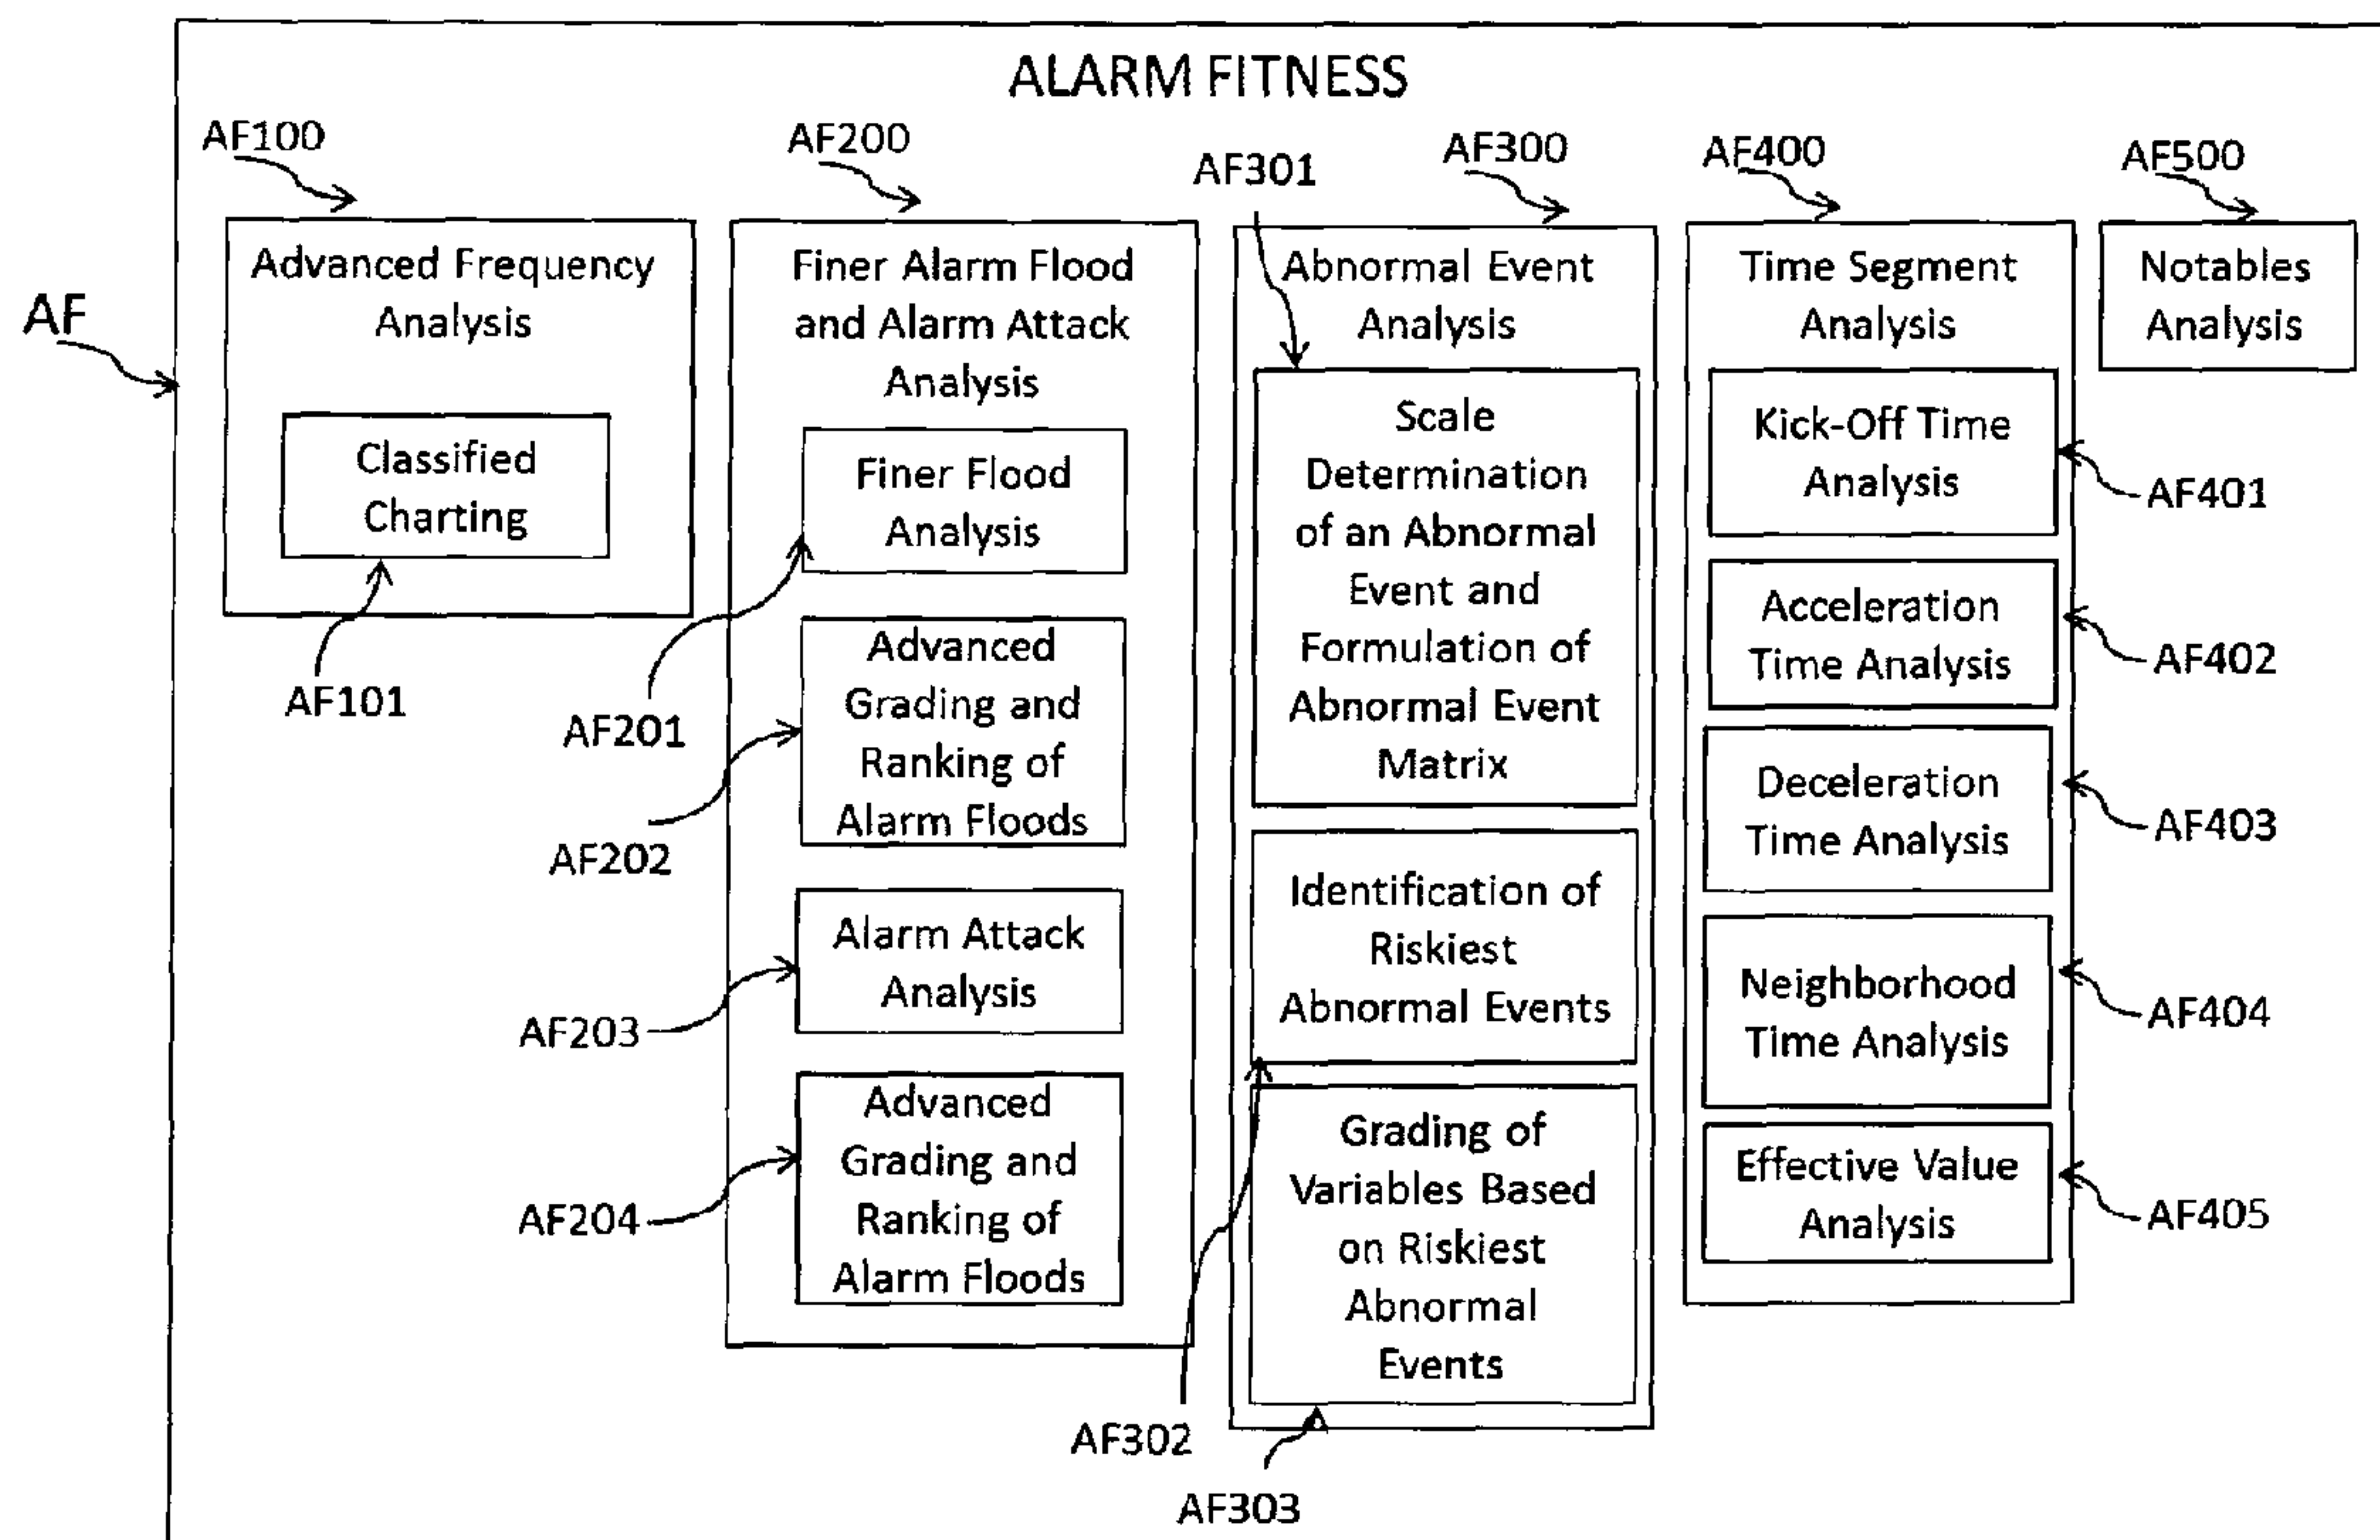 ALARM FITNESS
AF
AF100
Advanced Frequency
Analysis
Classified
Charting
AF101
AF200
Finer Alarm Flood
and Alarm Attack
Analysis
Finer Flood
Analysis
AF201
Advanced
Grading and
Ranking of
Alarm Floods
AF202
Alarm Attack
Analysis
AF203
Advanced
Grading and
Ranking of
Alarm Floods
AF204
AF300
AF301
Abnormal Event
Analysis
Scale
Determination
of an Abnormal
Event and
Formulation of
Abnormal Event
Matrix
Identification of
Riskiest
Abnormal Events
AF302
Grading of
Variables Based
on Riskiest
Abnormal
Events
AF303
AF400
Time Segment
Analysis
Kick-Off Time
Analysis
AF401
Acceleration
Time Analysis
AF402
Deceleration
Time Analysis
AF403
Neighborhood
Time Analysis
AF404
Effective Value
Analysis
AF405
AF500
Notables
Analysis